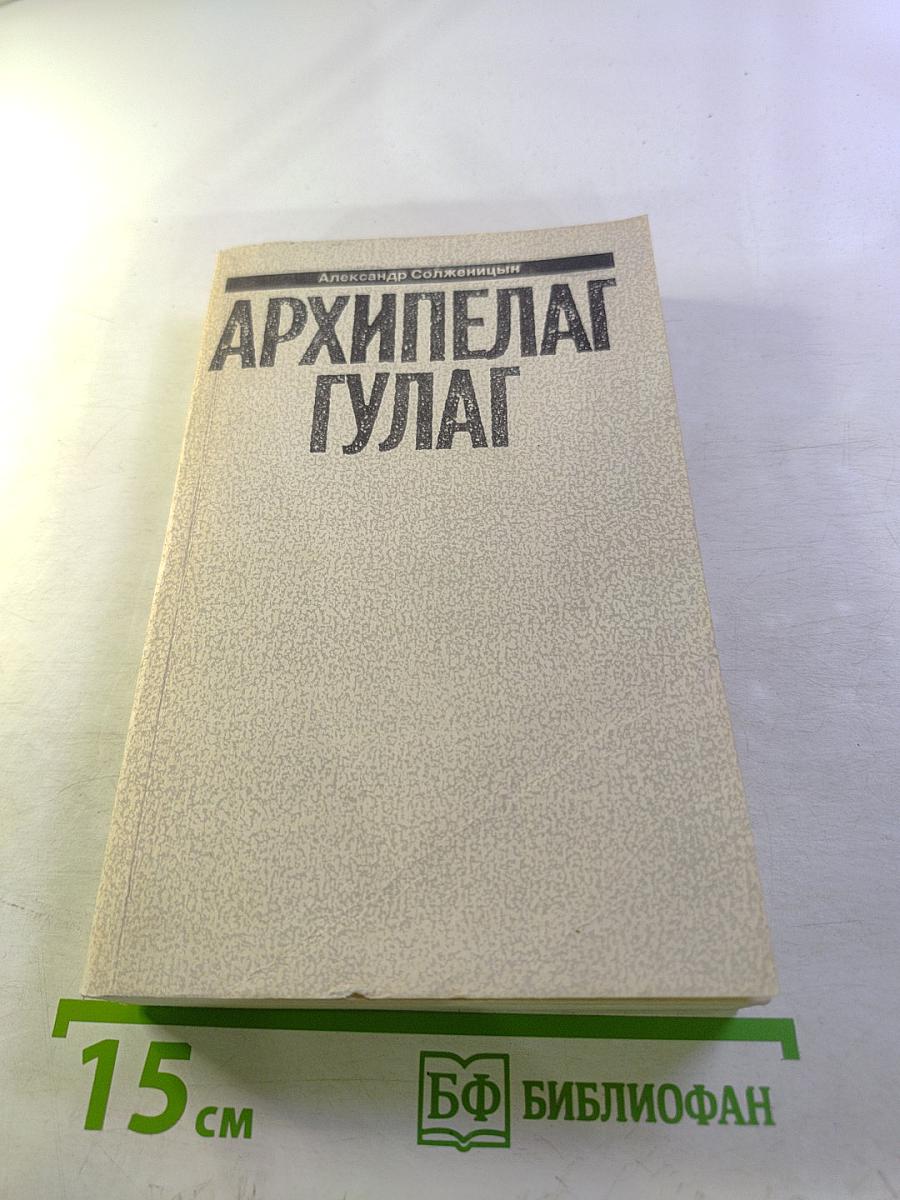 Александр Солженицын
АРХИПЕЛАГ
ГУЛАГ
15 см
БФ БИБЛИОФАН